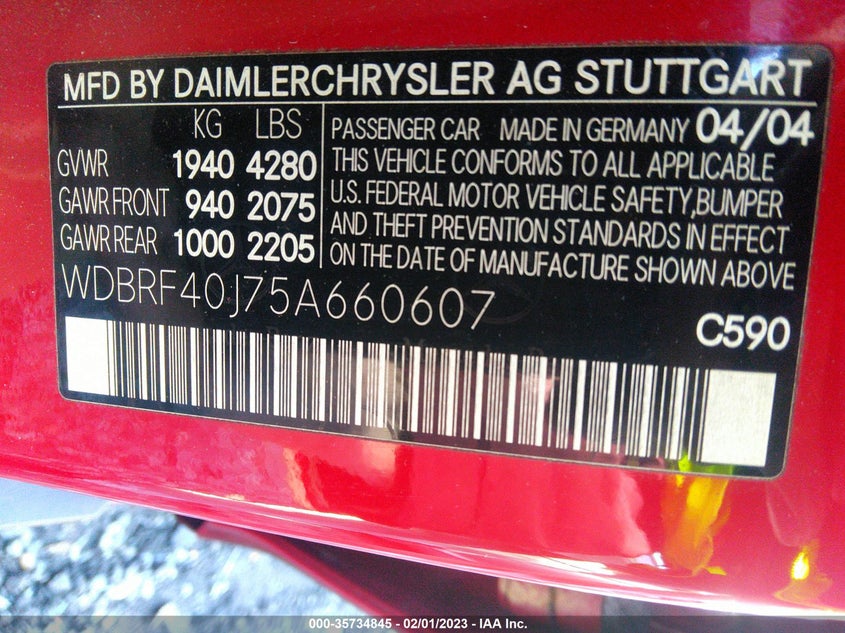 MFD BY DAIMLERCHRYSLER AG STUTTGART
KG LBS
GVWR 1940 4280
GAWR FRONT 940 2075
GAWR REAR 1000 2205
PASSENGER CAR MADE IN GERMANY 04/04
THIS VEHICLE CONFORMS TO ALL APPLICABLE
U.S. FEDERAL MOTOR VEHICLE SAFETY,BUMPER
AND THEFT PREVENTION STANDARDS IN EFFECT
ON THE DATE OF MANUFACTURE SHOWN ABOVE
WDBRF40J75A660607
C590
000-35734845 - 02/01/2023 - IAA Inc.